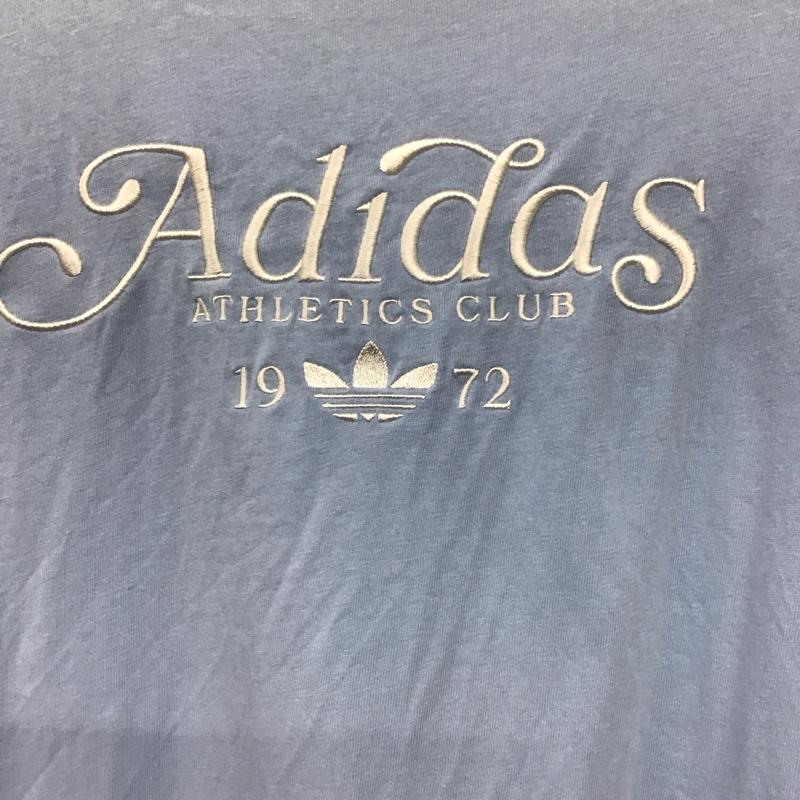 Adidas
ATHLETICS CLUB
19 72